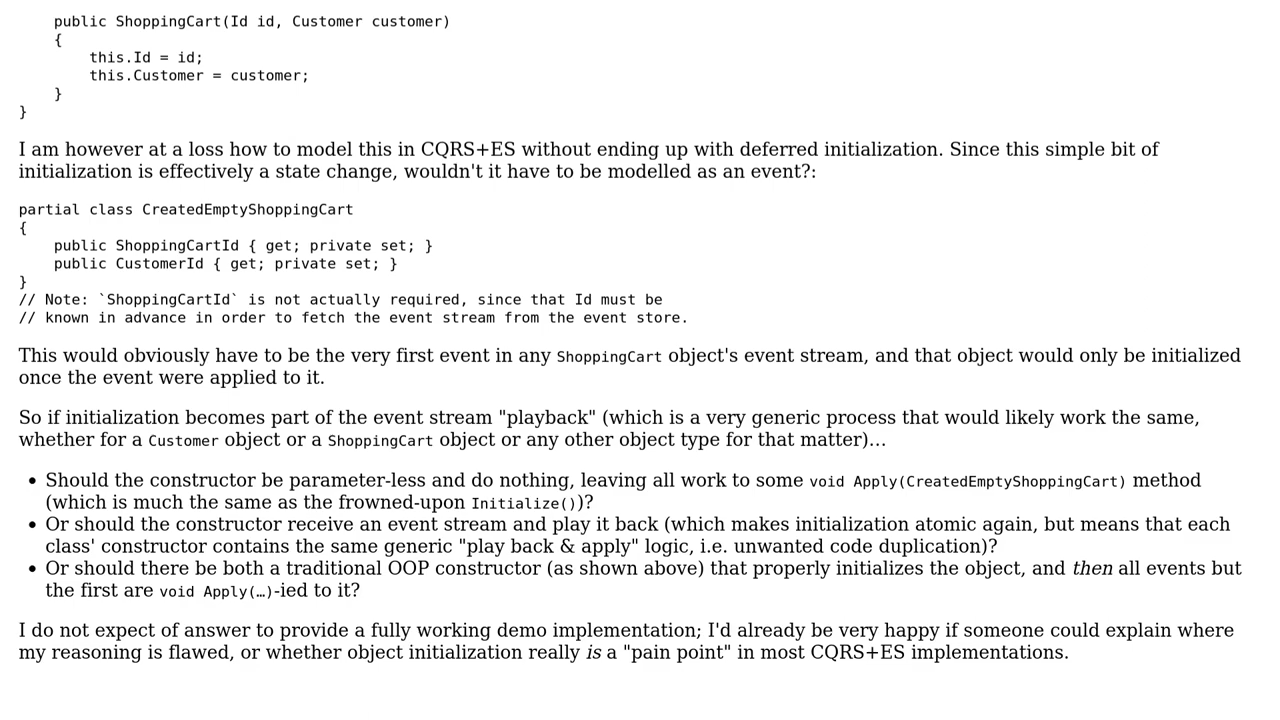 public ShoppingCart(Id id, Customer customer)
    {
        this.Id = id;
        this.Customer = customer;
    }
}
I am however at a loss how to model this in CQRS+ES without ending up with deferred initialization. Since this simple bit of
initialization is effectively a state change, wouldn't it have to be modelled as an event?:
partial class CreatedEmptyShoppingCart
{
    public ShoppingCartId { get; private set; }
    public CustomerId { get; private set; }
}
// Note: `ShoppingCartId` is not actually required, since that Id must be
// known in advance in order to fetch the event stream from the event store.
This would obviously have to be the very first event in any ShoppingCart object's event stream, and that object would only be initialized
once the event were applied to it.
So if initialization becomes part of the event stream "playback" (which is a very generic process that would likely work the same,
whether for a Customer object or a ShoppingCart object or any other object type for that matter)…
• Should the constructor be parameter-less and do nothing, leaving all work to some void Apply(CreatedEmptyShoppingCart) method
(which is much the same as the frowned-upon Initialize())?
• Or should the constructor receive an event stream and play it back (which makes initialization atomic again, but means that each
class' constructor contains the same generic "play back & apply" logic, i.e. unwanted code duplication)?
• Or should there be both a traditional OOP constructor (as shown above) that properly initializes the object, and then all events but
the first are void Apply(…)-ied to it?
I do not expect of answer to provide a fully working demo implementation; I'd already be very happy if someone could explain where
my reasoning is flawed, or whether object initialization really is a "pain point" in most CQRS+ES implementations.